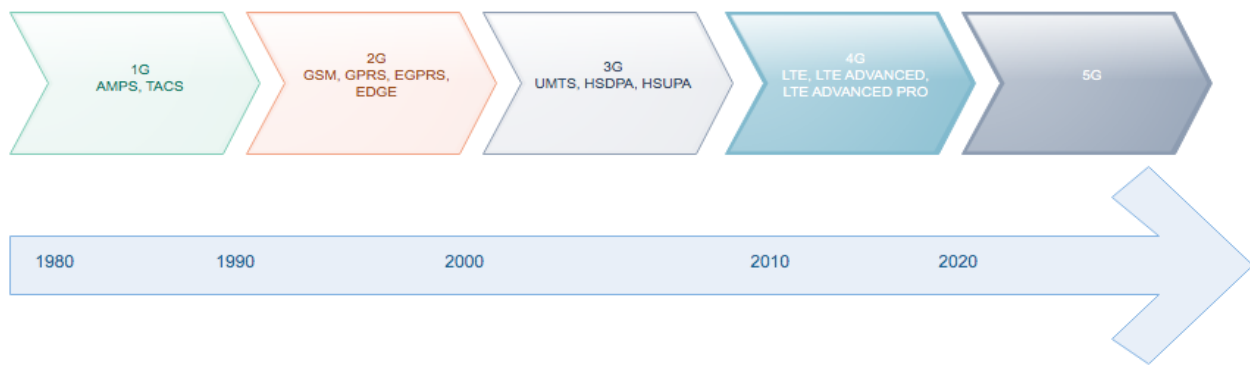 1G
AMPS, TACS
2G
GSM, GPRS, EGPRS,
EDGE
3G
UMTS, HSDPA, HSUPA
4G
LTE, LTE ADVANCED,
LTE ADVANCED PRO
5G
1980
1990
2000
2010
2020